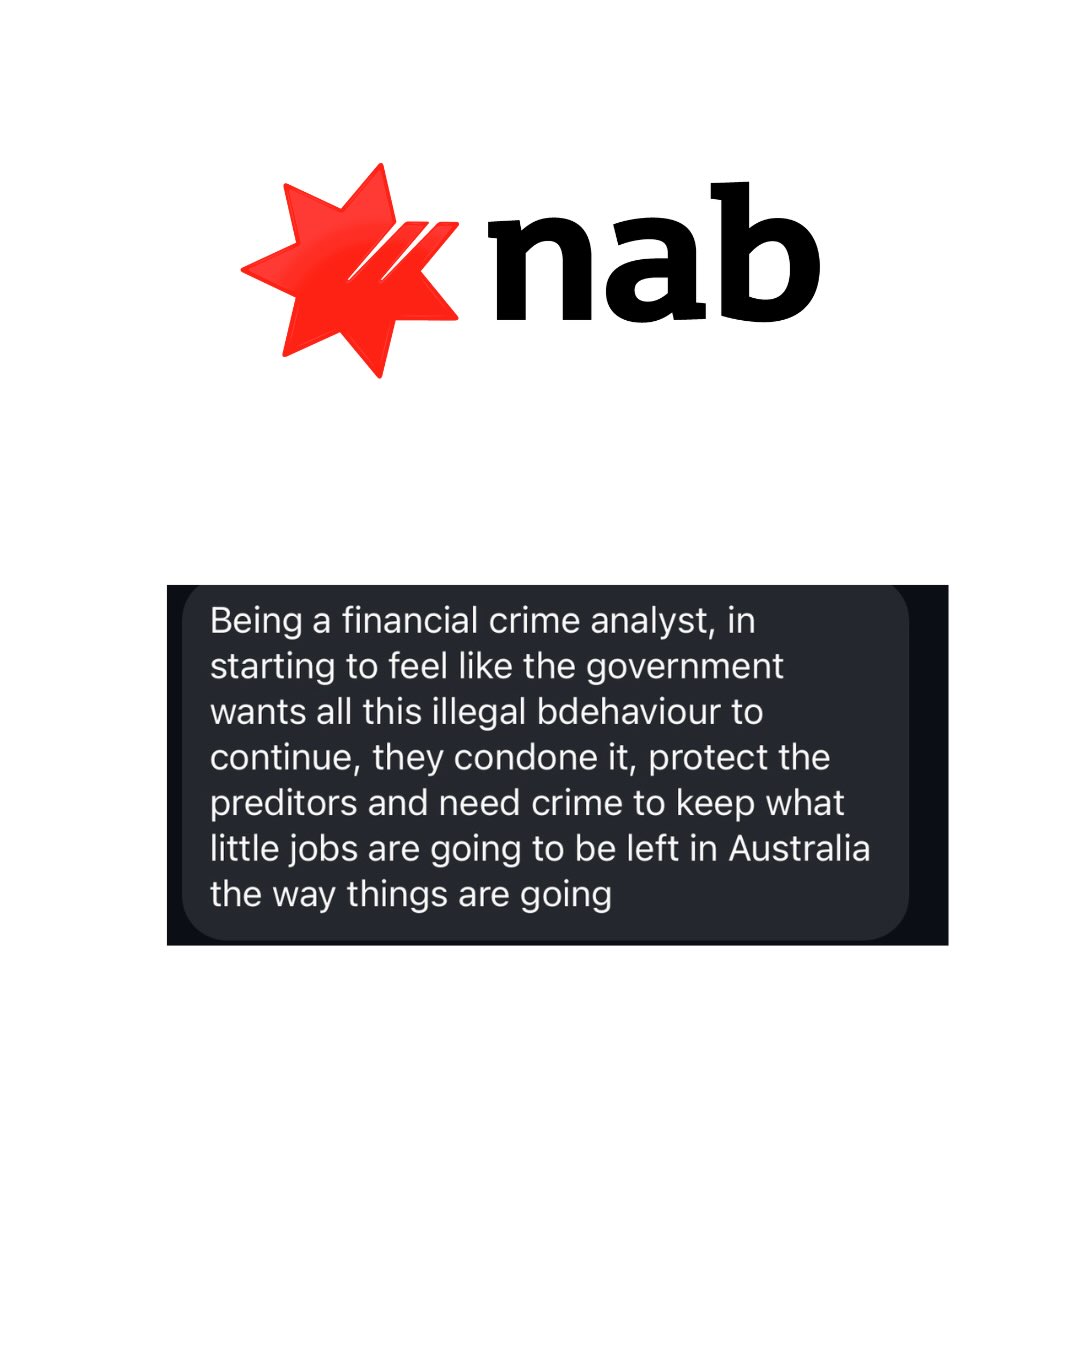 nab
Being a financial crime analyst, in
starting to feel like the government
wants all this illegal bdehaviour to
continue, they condone it, protect the
preditors and need crime to keep what
little jobs are going to be left in Australia
the way things are going